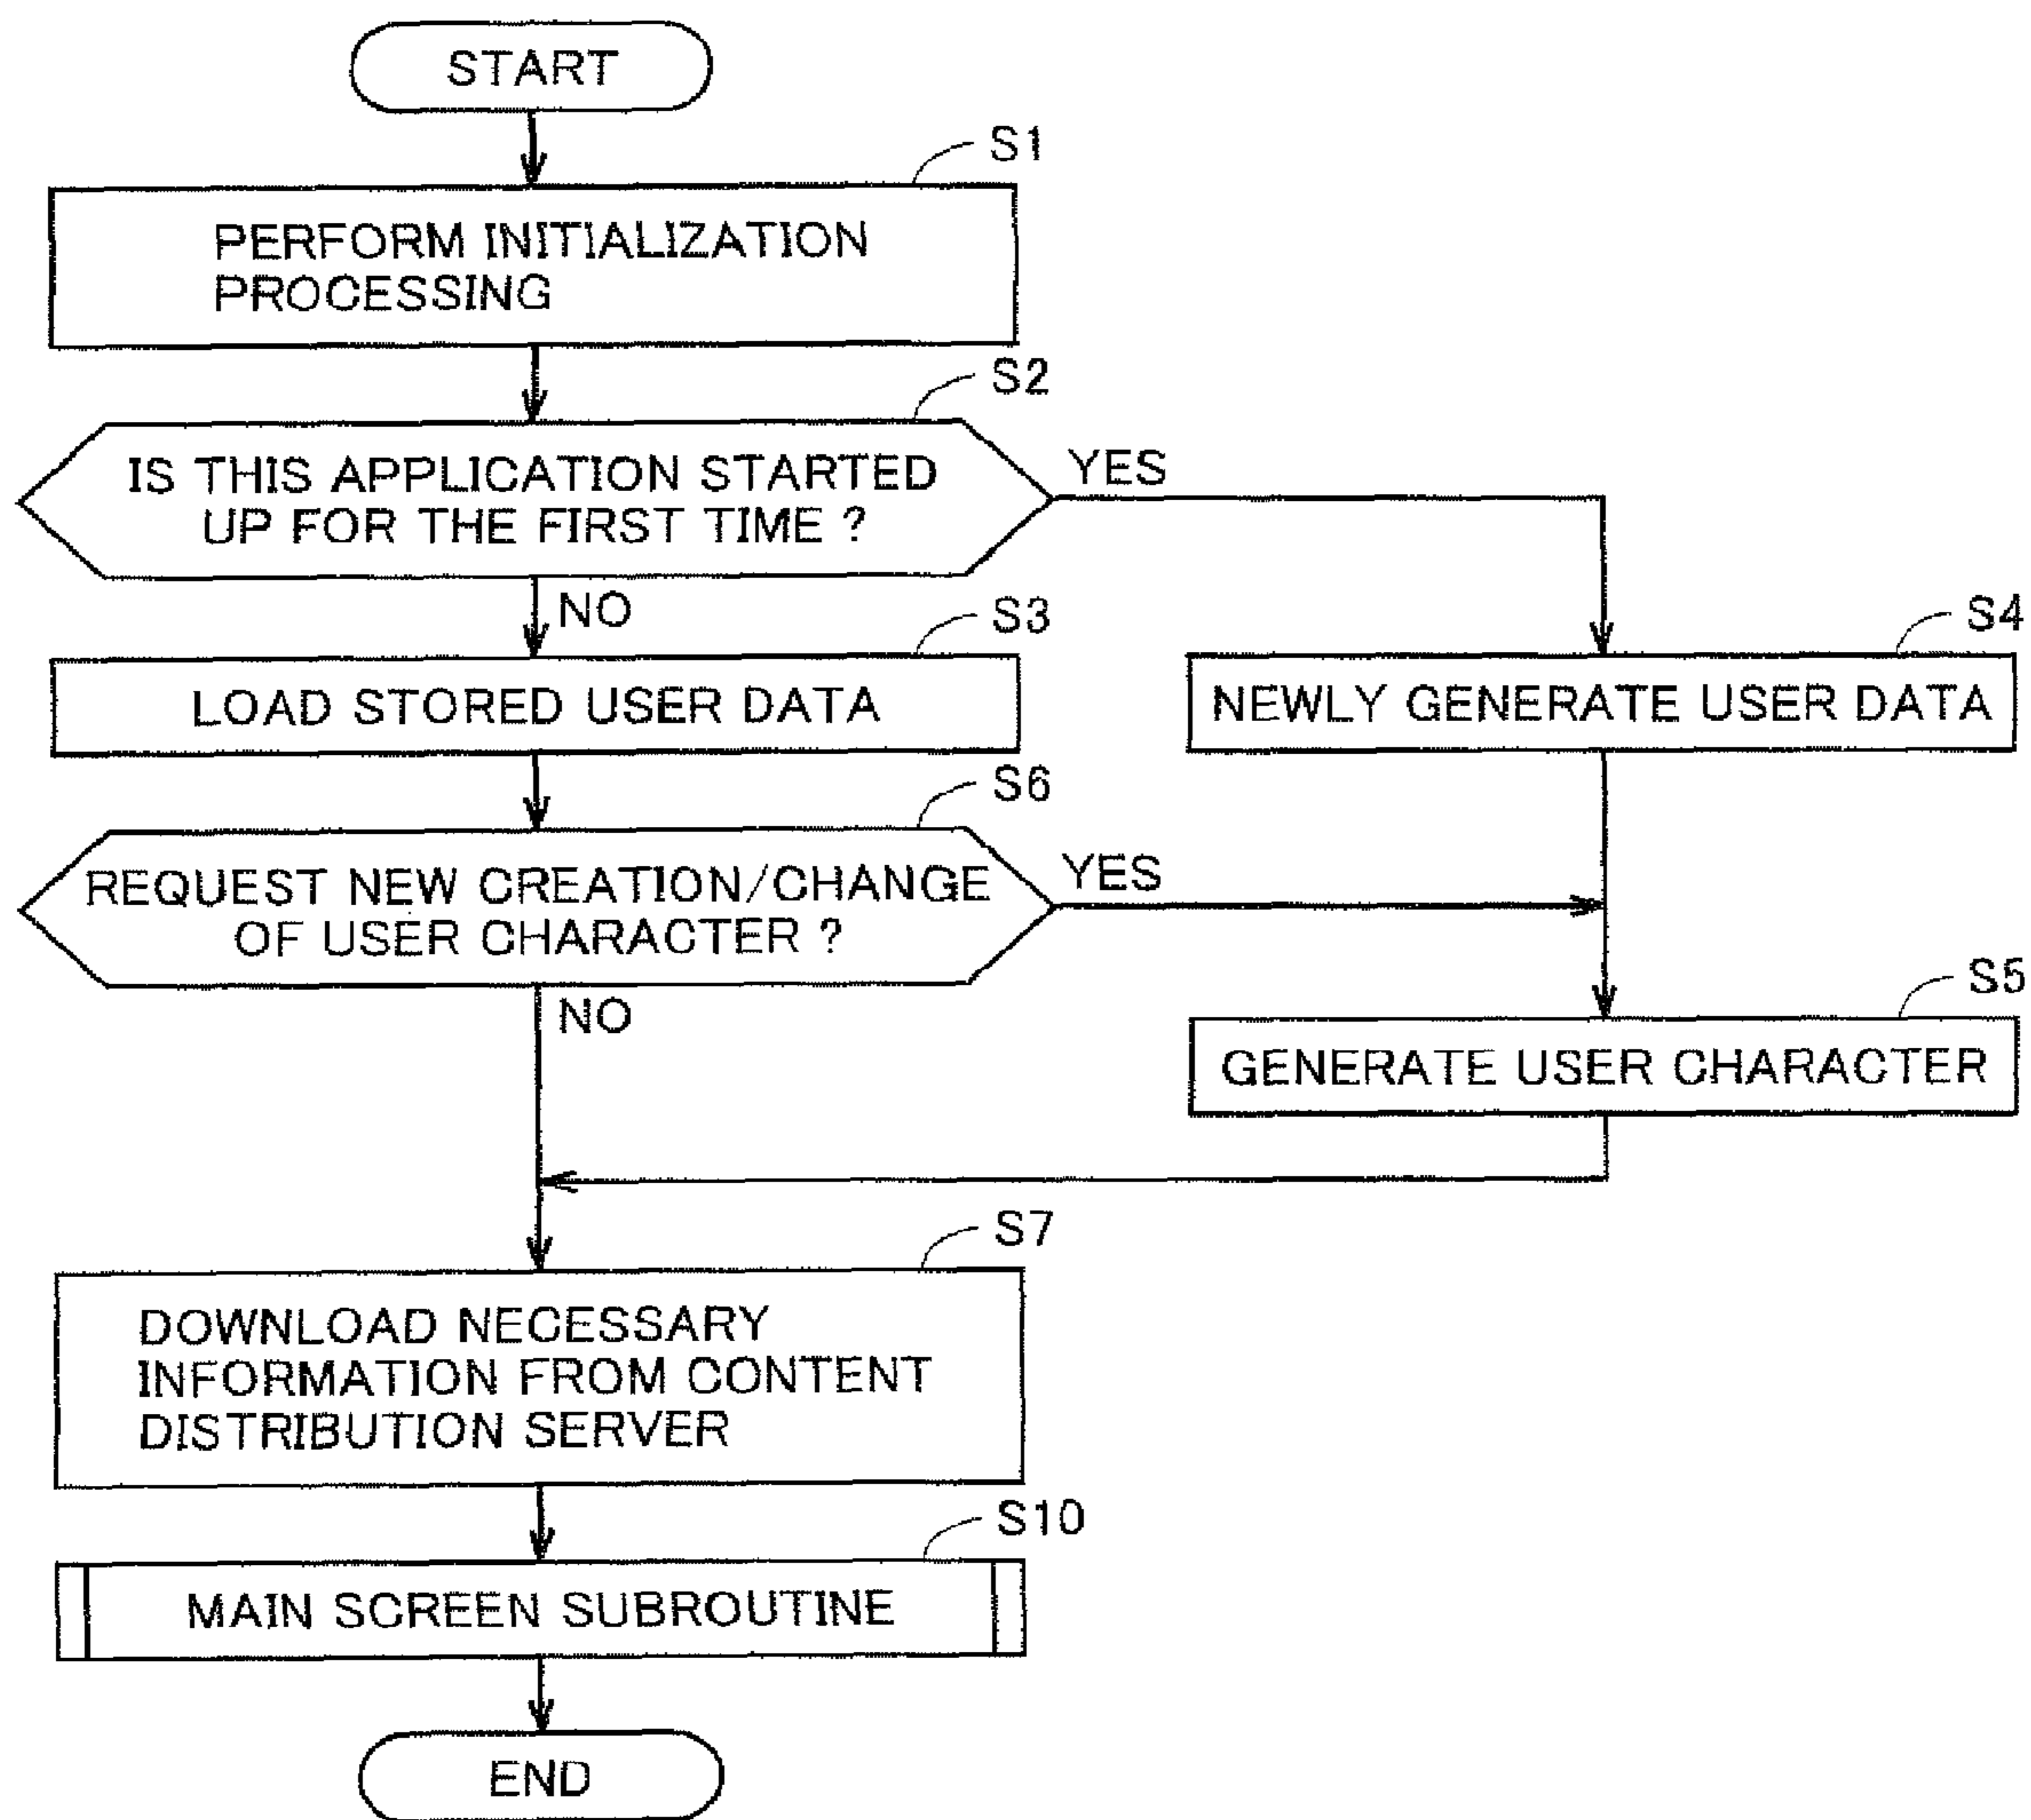 START
S1
PERFORM INITIALIZATION
PROCESSING
S2
IS THIS APPLICATION STARTED
UP FOR THE FIRST TIME ?
YES
NO
S3
LOAD STORED USER DATA
S4
NEWLY GENERATE USER DATA
S6
REQUEST NEW CREATION/CHANGE
OF USER CHARACTER ?
YES
NO
S5
GENERATE USER CHARACTER
S7
DOWNLOAD NECESSARY
INFORMATION FROM CONTENT
DISTRIBUTION SERVER
S10
MAIN SCREEN SUBROUTINE
END